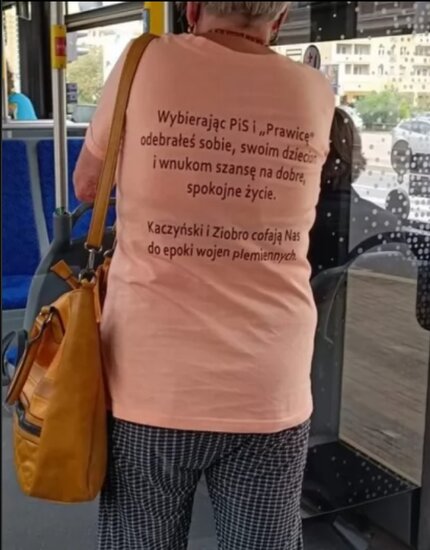 Wybierając PiS i „Prawicę”
odebrałeś sobie, swoim dzieciom
i wnukom szansę na dobre,
spokojne życie.
Kaczyński i Ziobro cofają Nas
do epoki wojen plemiennych.